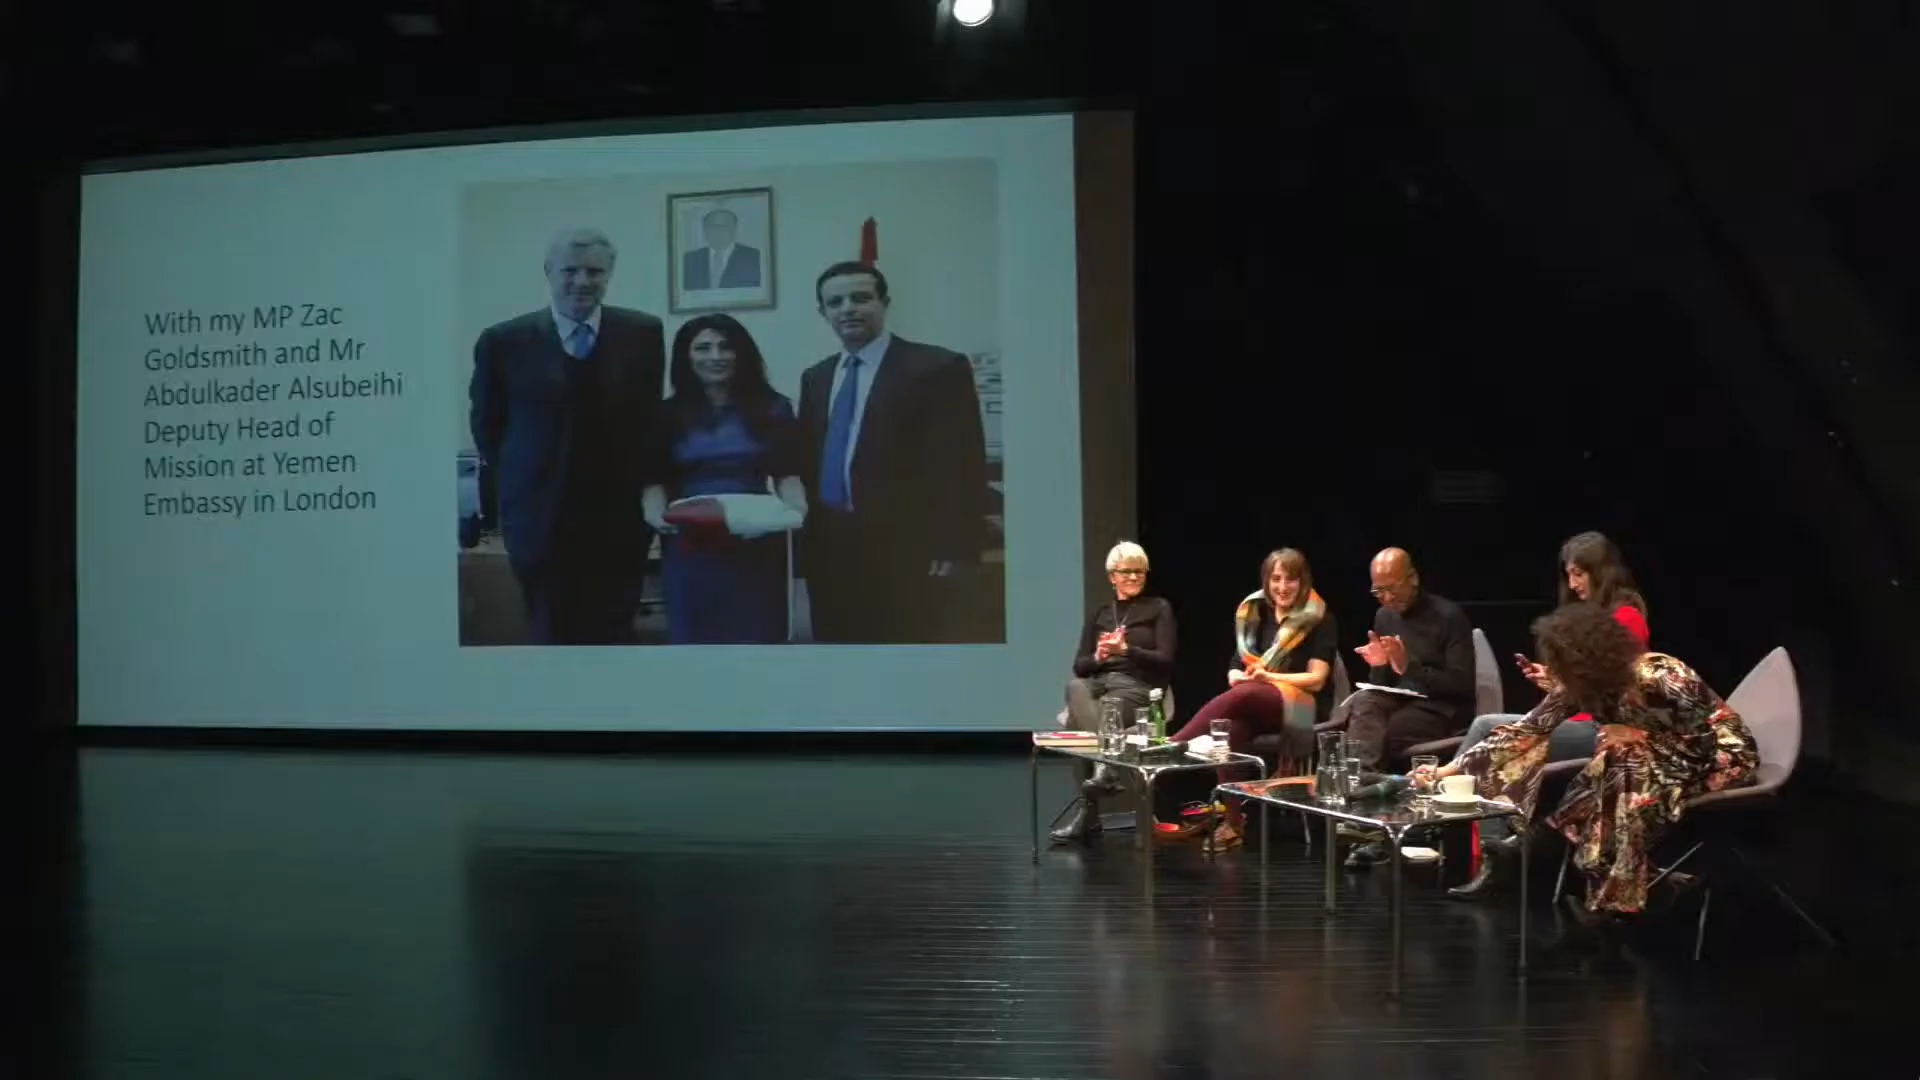 With my MP Zac
Goldsmith and Mr
Abdulkader Alsubeihi
Deputy Head of
Mission at Yemen
Embassy in London